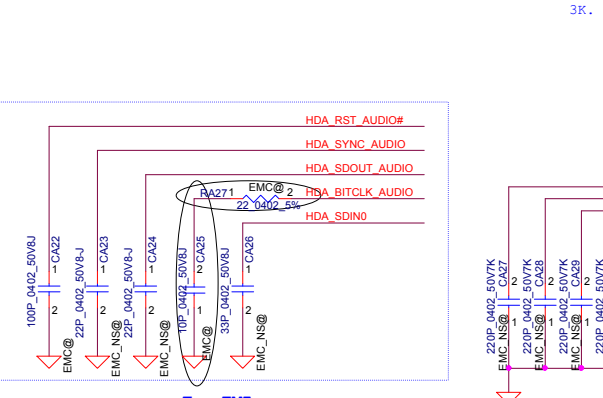 3K.
HDA_RST_AUDIO#
HDA_SYNC_AUDIO
HDA_SDOUT_AUDIO
RA27 1 EMC@ 2 HDA_BITCLK_AUDIO
22_0402_5%
HDA_SDIN0
100P_0402_50V8J
CA22
1
2
EMC@
22P_0402_50V8-J
CA23
1
2
EMC_NS@
22P_0402_50V8-J
CA24
1
2
EMC_NS@
10P_0402_50V8J
CA25
2
1
EMC@
33P_0402_50V8J
CA26
1
2
EMC_NS@
220P_0402_50V7K
CA27
2
1
EMC_NS@
220P_0402_50V7K
CA28
2
1
EMC_NS@
220P_0402_50V7K
CA29
2
1
EMC_NS@
220P_0402_50V7K